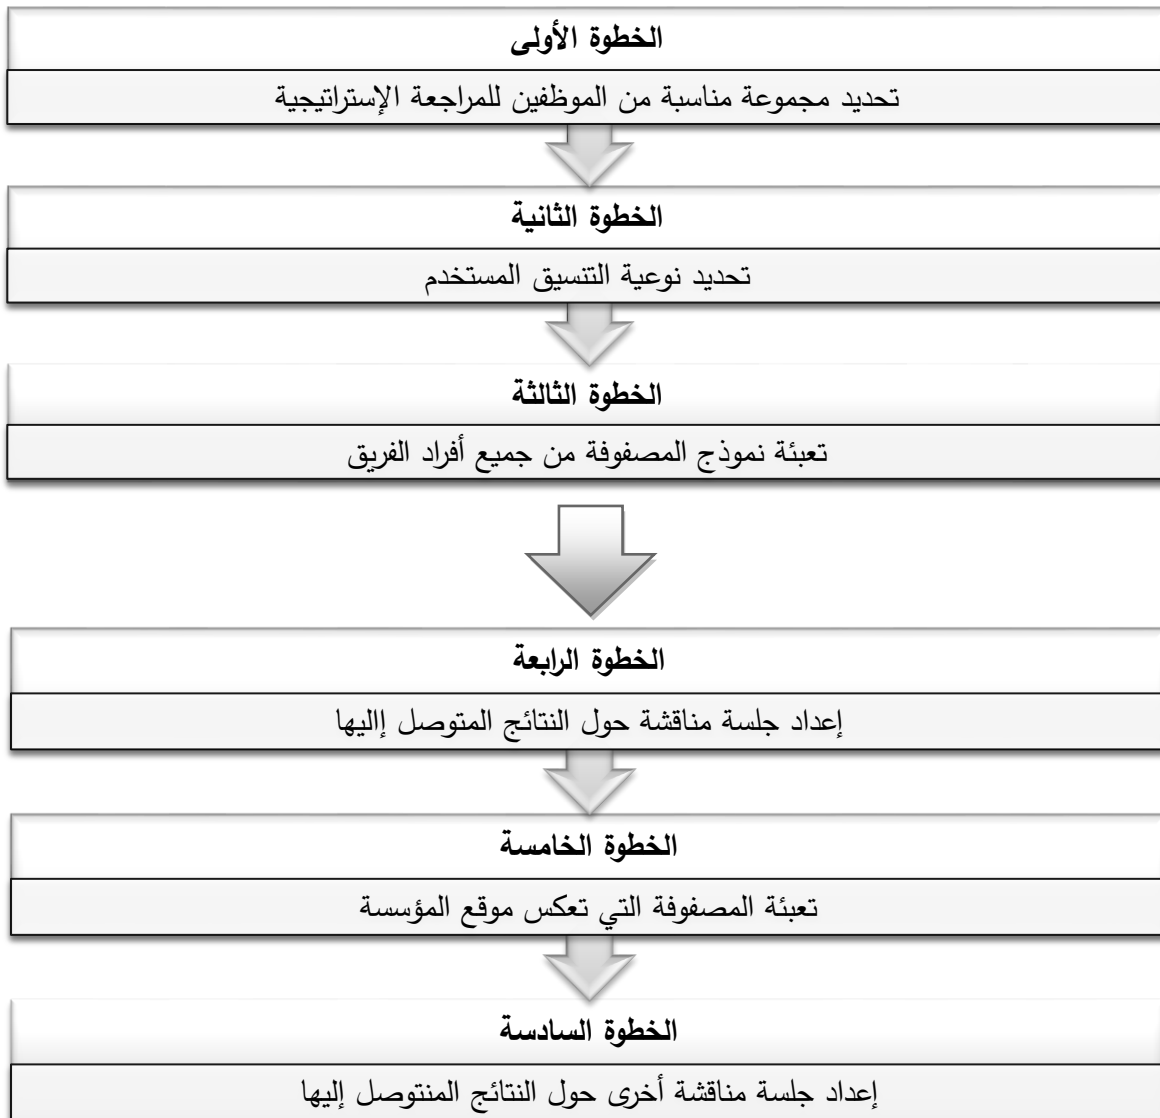 الخطوة الأولى
تحديد مجموعة مناسبة من الموظفين للمراجعة الإستراتيجية
الخطوة الثانية
تحديد نوعية التنسيق المستخدم
الخطوة الثالثة
تعبئة نموذج المصفوفة من جميع أفراد الفريق
الخطوة الرابعة
إعداد جلسة مناقشة حول النتائج المتوصل إاليها
الخطوة الخامسة
تعبئة المصفوفة التي تعكس موقع المؤسسة
الخطوة السادسة
إعداد جلسة مناقشة أخرى حول النتائج المنتوصل إليها